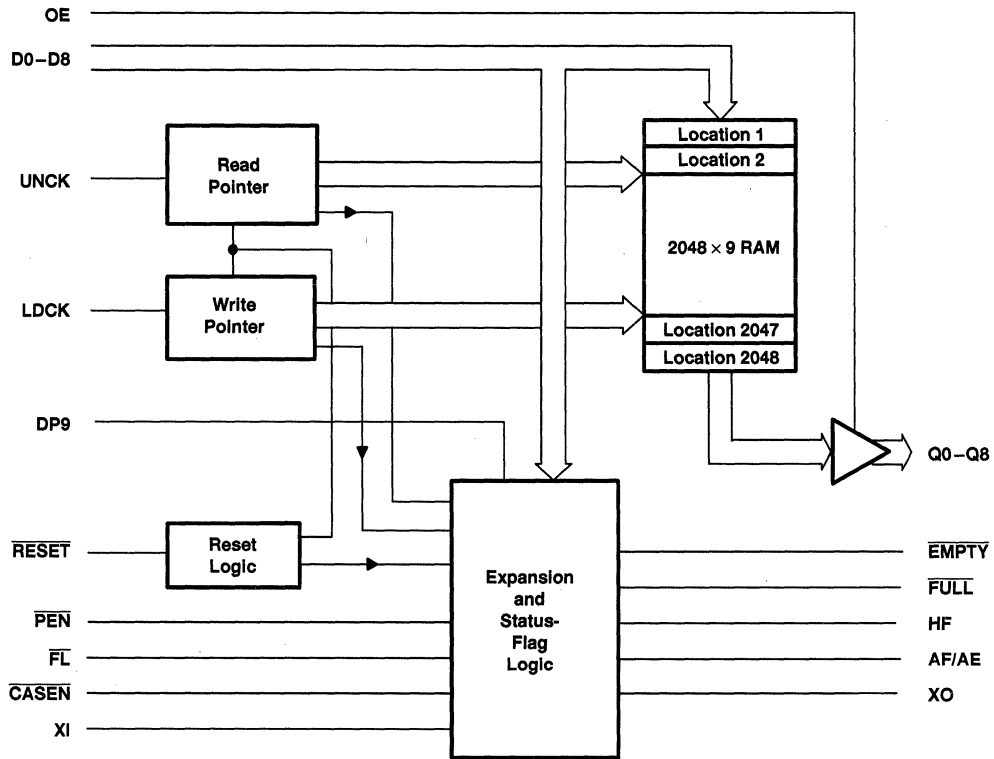 OE
D0–D8
Location 1
Location 2
2048 × 9 RAM
Location 2047
Location 2048
Read
Pointer
UNCK
Write
Pointer
LDCK
DP9
Q0–Q8
RESET
Reset
Logic
PEN
FL
CASEN
XI
Expansion
and
Status-
Flag
Logic
EMPTY
FULL
HF
AF/AE
XO